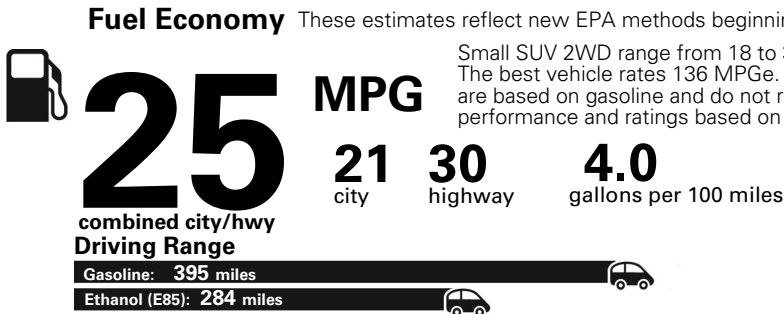 Fuel Economy These estimates reflect new EPA methods
Small SUV 2WD range from 18 to
The best vehicle rates 136 MPGe.
are based on gasoline and do not
performance and ratings based on
25 MPG
21 city
30 highway
4.0 gallons per 100 miles
combined city/hwy
Driving Range
Gasoline: 395 miles
Ethanol (E85): 284 miles